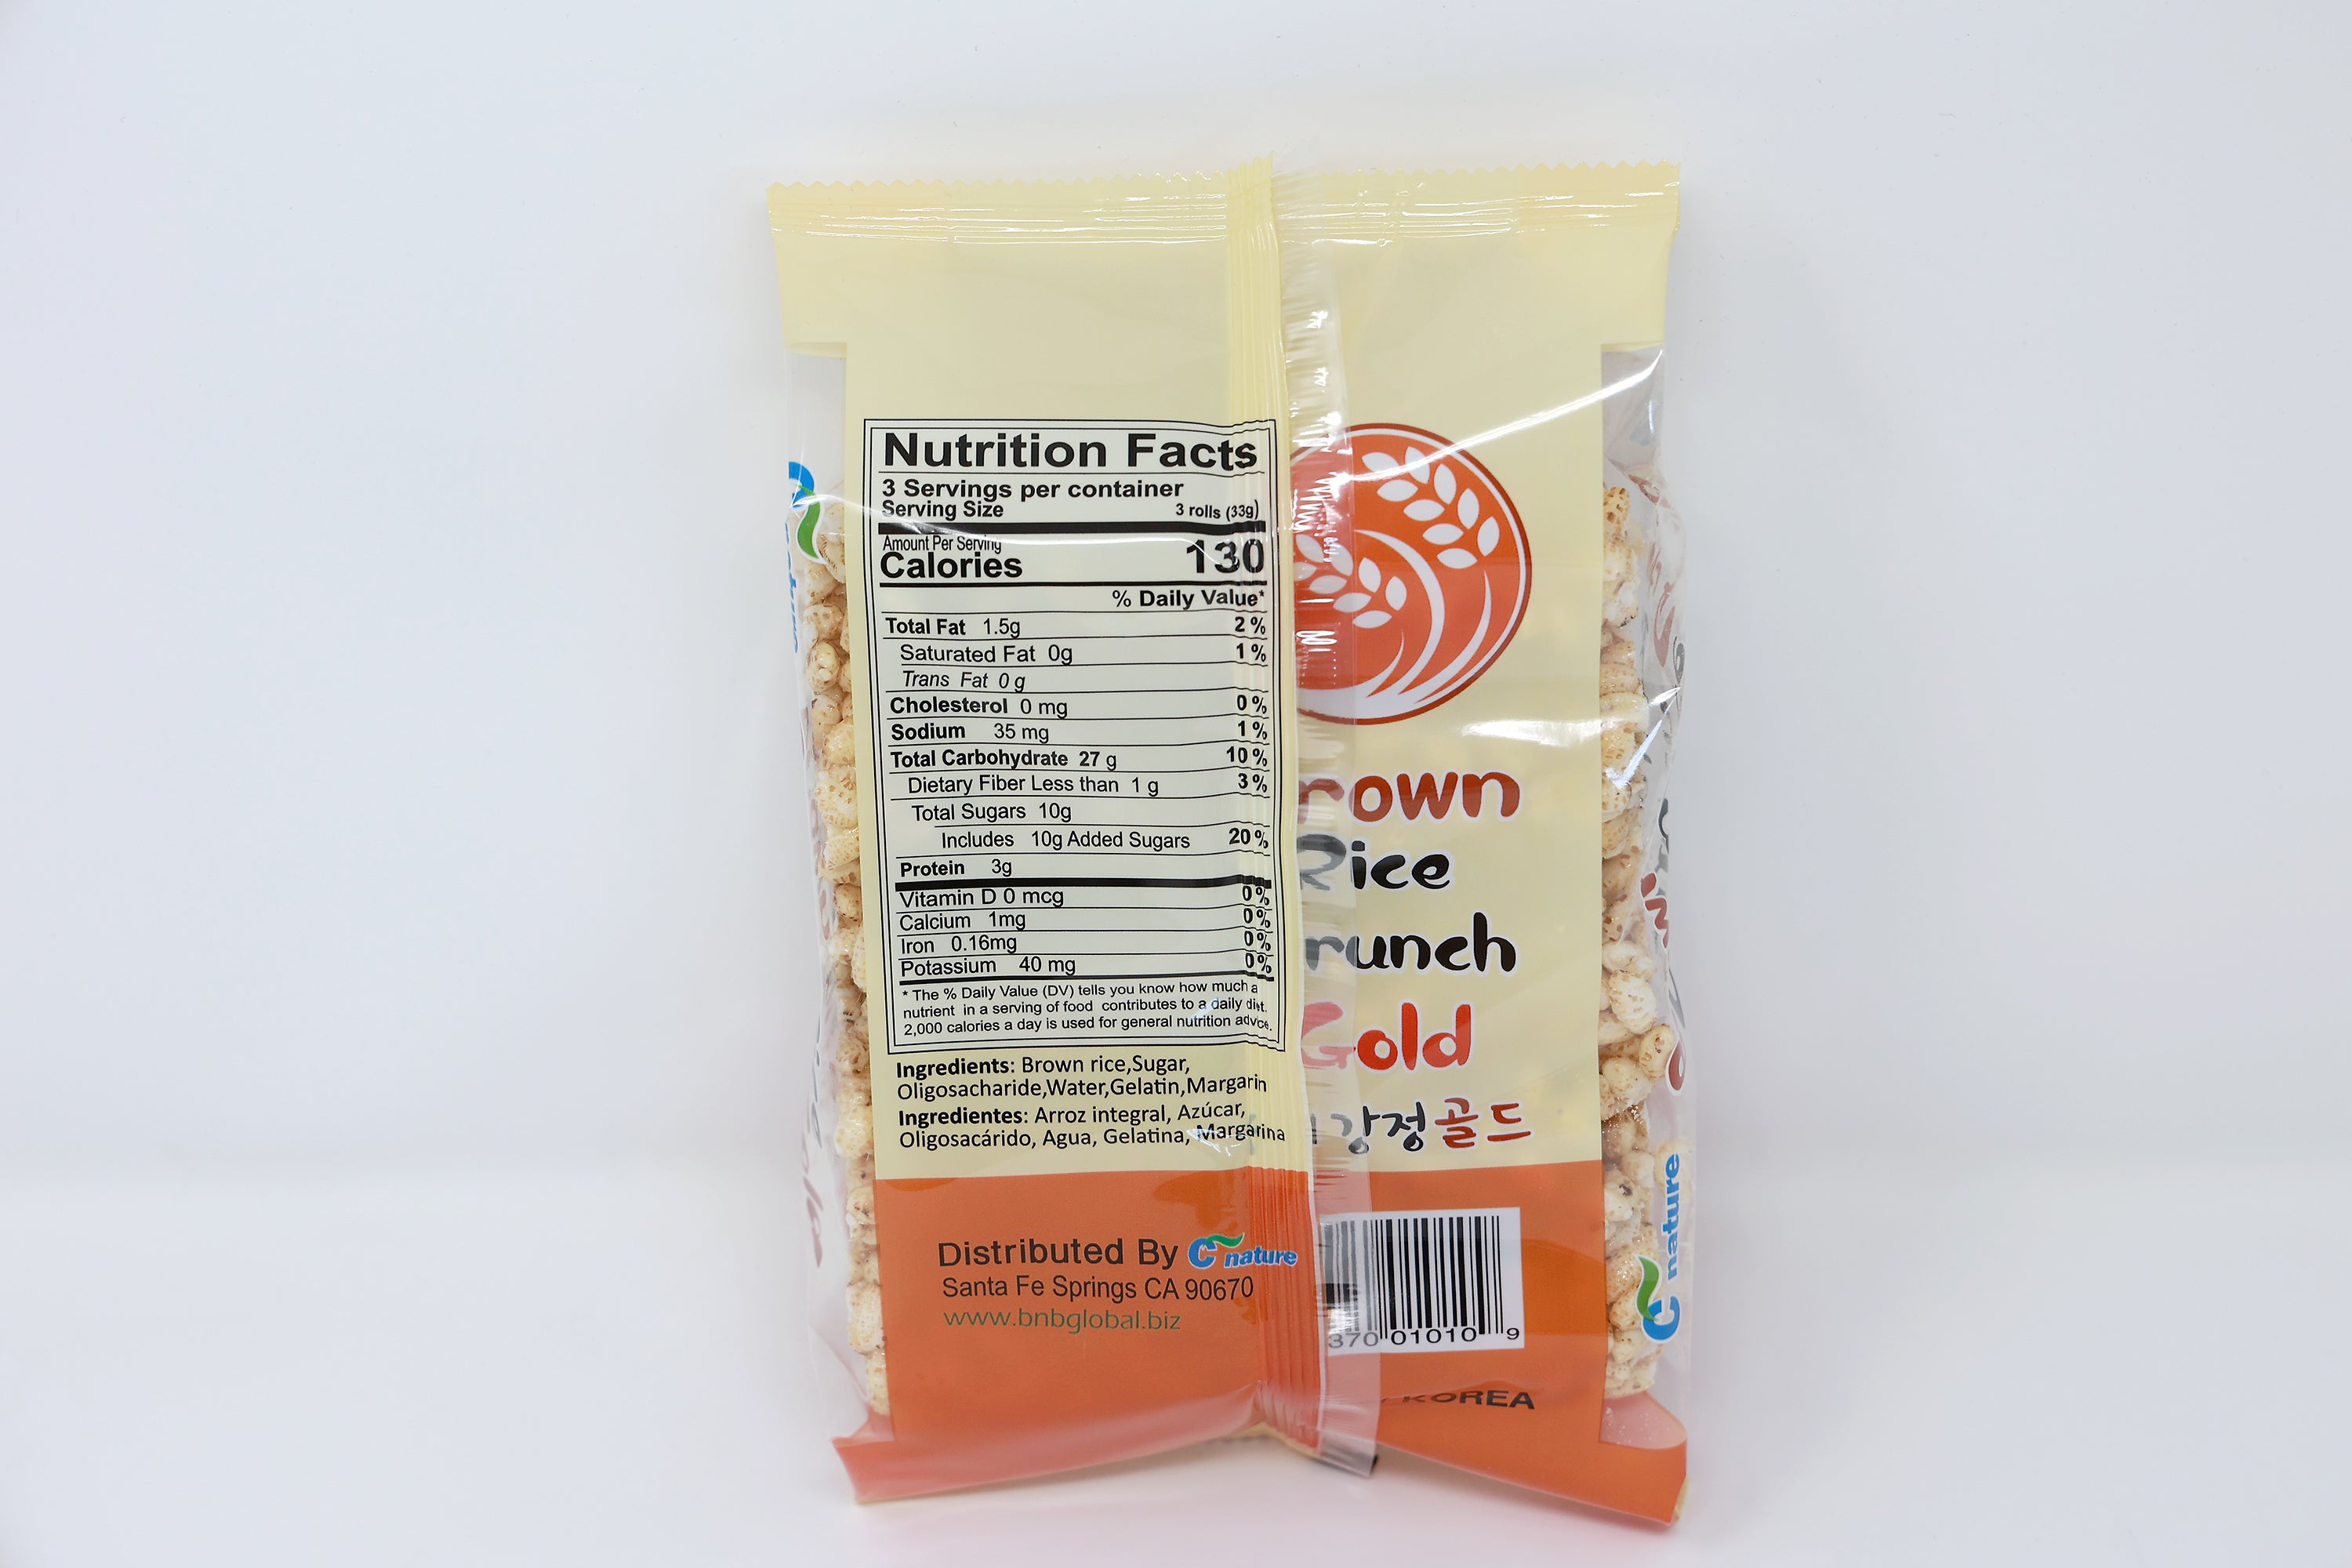 Nutrition Facts
3 Servings per container
Serving Size 3 rolls (33g)
Amount Per Serving
Calories 130
% Daily Value*
Total Fat 1.5g 2%
Saturated Fat 0g 1%
Trans Fat 0 g
Cholesterol 0 mg 0%
Sodium 35 mg 1%
Total Carbohydrate 27 g 10%
Dietary Fiber Less than 1 g 3%
Total Sugars 10g
Includes 10g Added Sugars 20%
Protein 3g
Vitamin D 0 mcg 0%
Calcium 1mg 0%
Iron 0.16mg 0%
Potassium 40 mg 0%
* The % Daily Value (DV) tells you know how much a
nutrient in a serving of food contributes to a daily diet.
2,000 calories a day is used for general nutrition advice.
Ingredients: Brown rice,Sugar,
Oligosacharide,Water,Gelatin,Margarin
Ingredientes: Arroz integral, Azúcar,
Oligosacárido, Agua, Gelatina, Margarina
Distributed By C nature
Santa Fe Springs CA 90670
www.bnbglobal.biz
rown
Rice
runch
Gold
강정골드
370 01010 9
KOREA
C nature